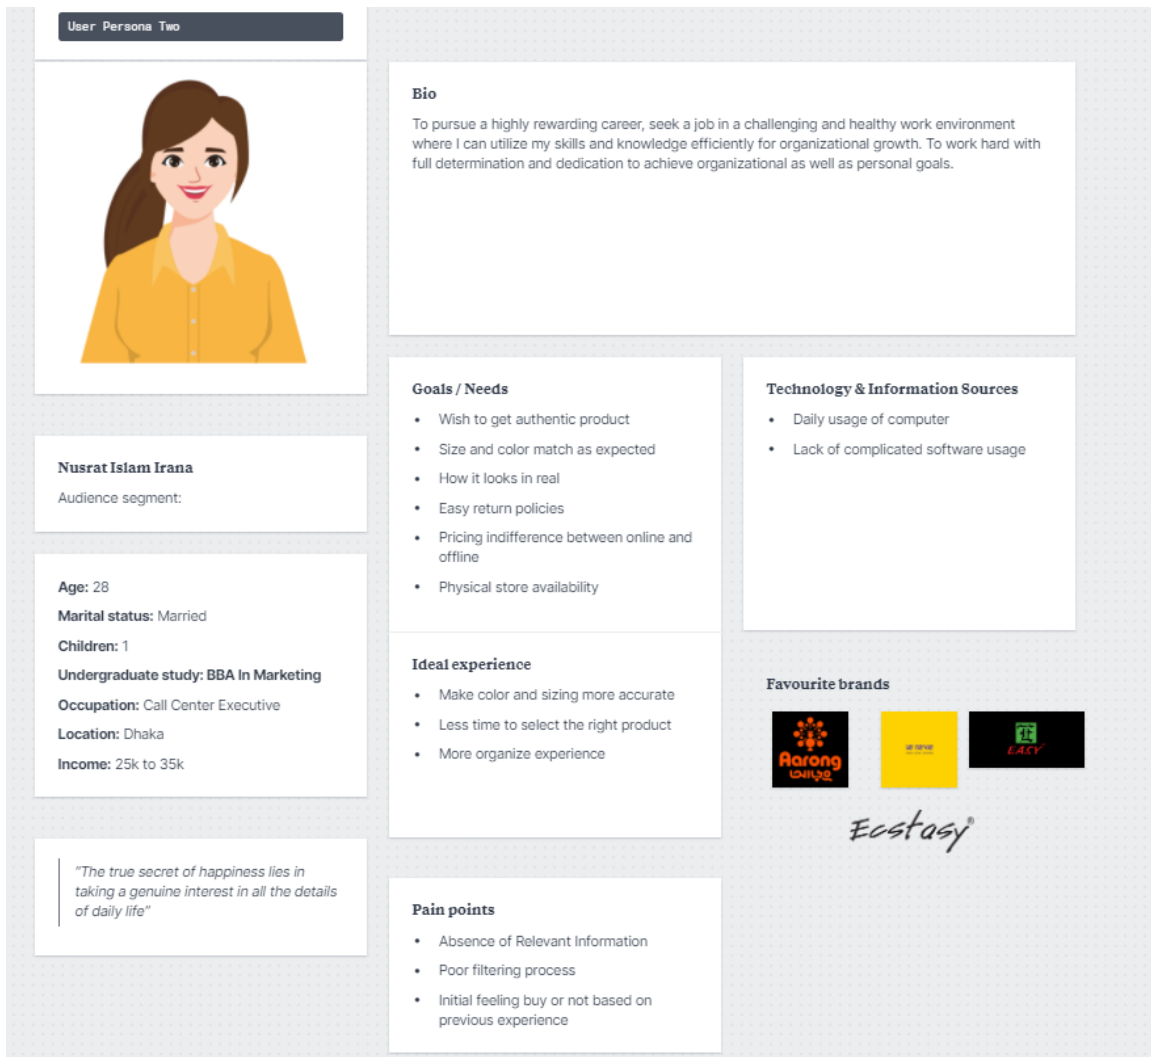 User Persona Two
Bio
To pursue a highly rewarding career, seek a job in a challenging and healthy work environment
where I can utilize my skills and knowledge efficiently for organizational growth. To work hard with
full determination and dedication to achieve organizational as well as personal goals.
Nusrat Islam Irana
Audience segment:
Age: 28
Marital status: Married
Children: 1
Undergraduate study: BBA In Marketing
Occupation: Call Center Executive
Location: Dhaka
Income: 25k to 35k
"The true secret of happiness lies in
taking a genuine interest in all the details
of daily life"
Goals / Needs
• Wish to get authentic product
• Size and color match as expected
• How it looks in real
• Easy return policies
• Pricing indifference between online and
offline
• Physical store availability
Ideal experience
• Make color and sizing more accurate
• Less time to select the right product
• More organize experience
Pain points
• Absence of Relevant Information
• Poor filtering process
• Initial feeling buy or not based on
previous experience
Technology & Information Sources
• Daily usage of computer
• Lack of complicated software usage
Favourite brands
Aarong
আড়ং
EASY
Ecstasy®